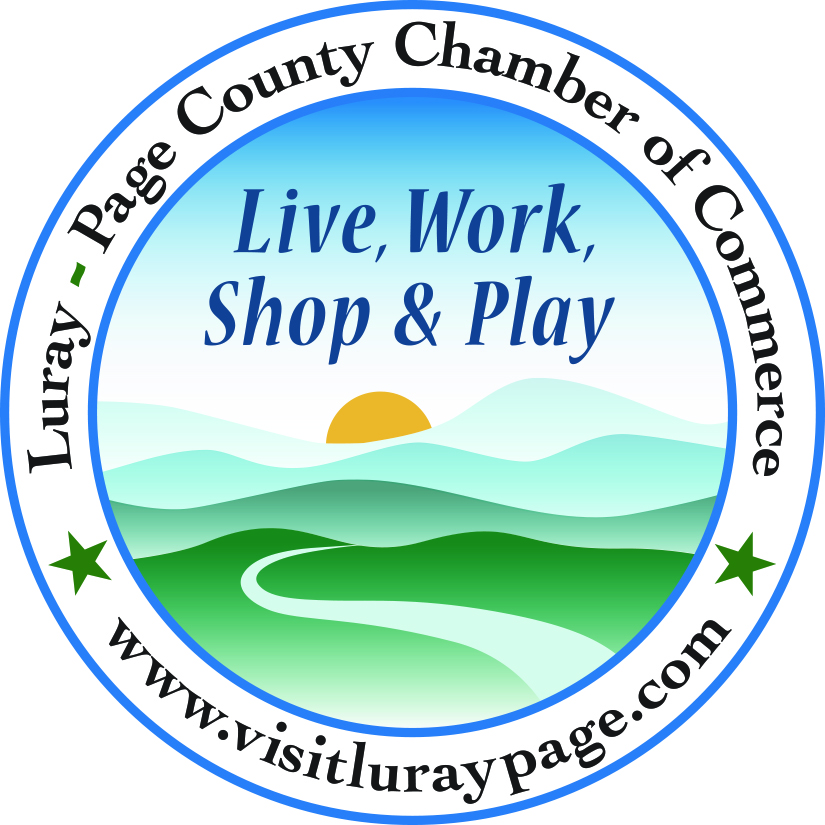 Luray - Page County Chamber of Commerce
Live, Work,
Shop & Play
www.visitluraypage.com